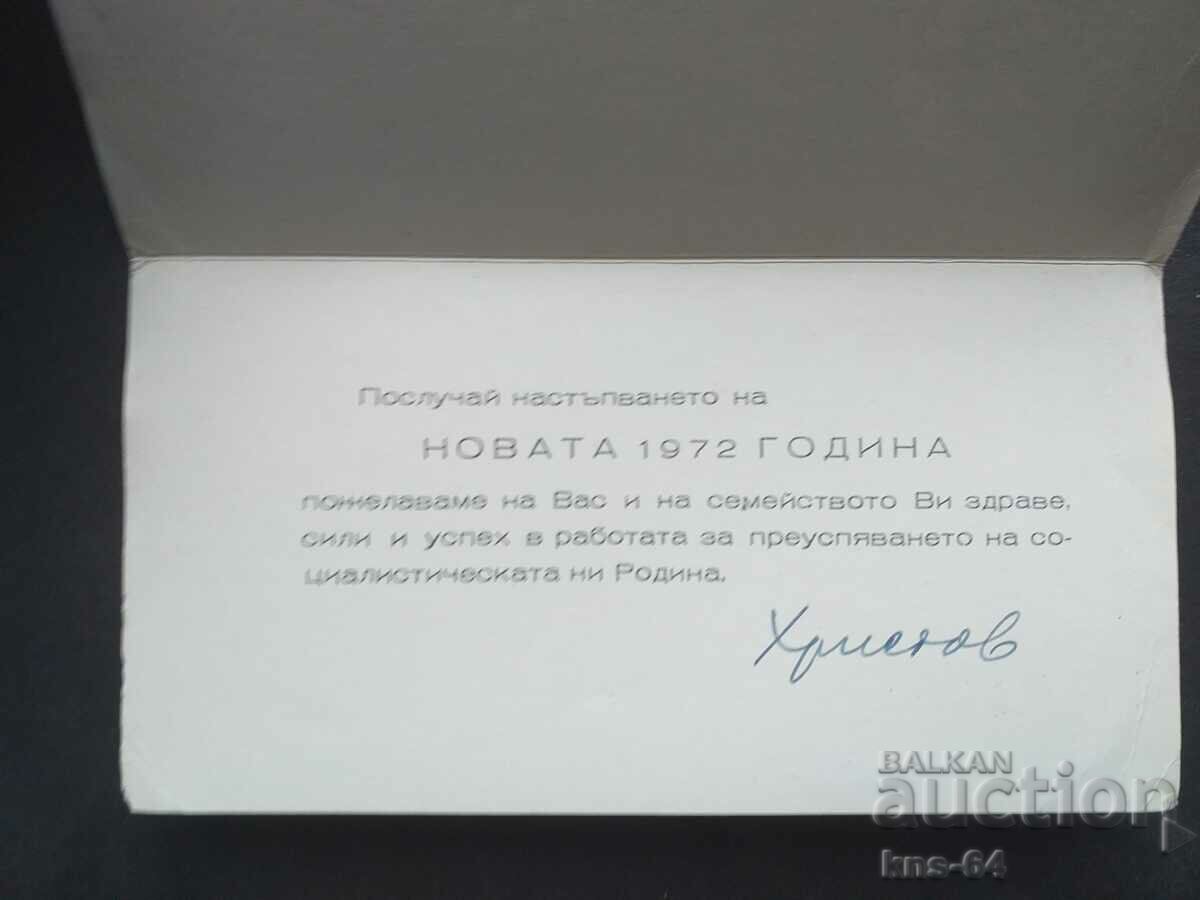 Послучай настъпването на
НОВАТА 1972 ГОДИНА
пожелаваме на Вас и на семейството Ви здраве,
сили и успех в работата за преуспяването на со-
циалистическата ни Родина.
Христов
BALKAN
auction
kns-64